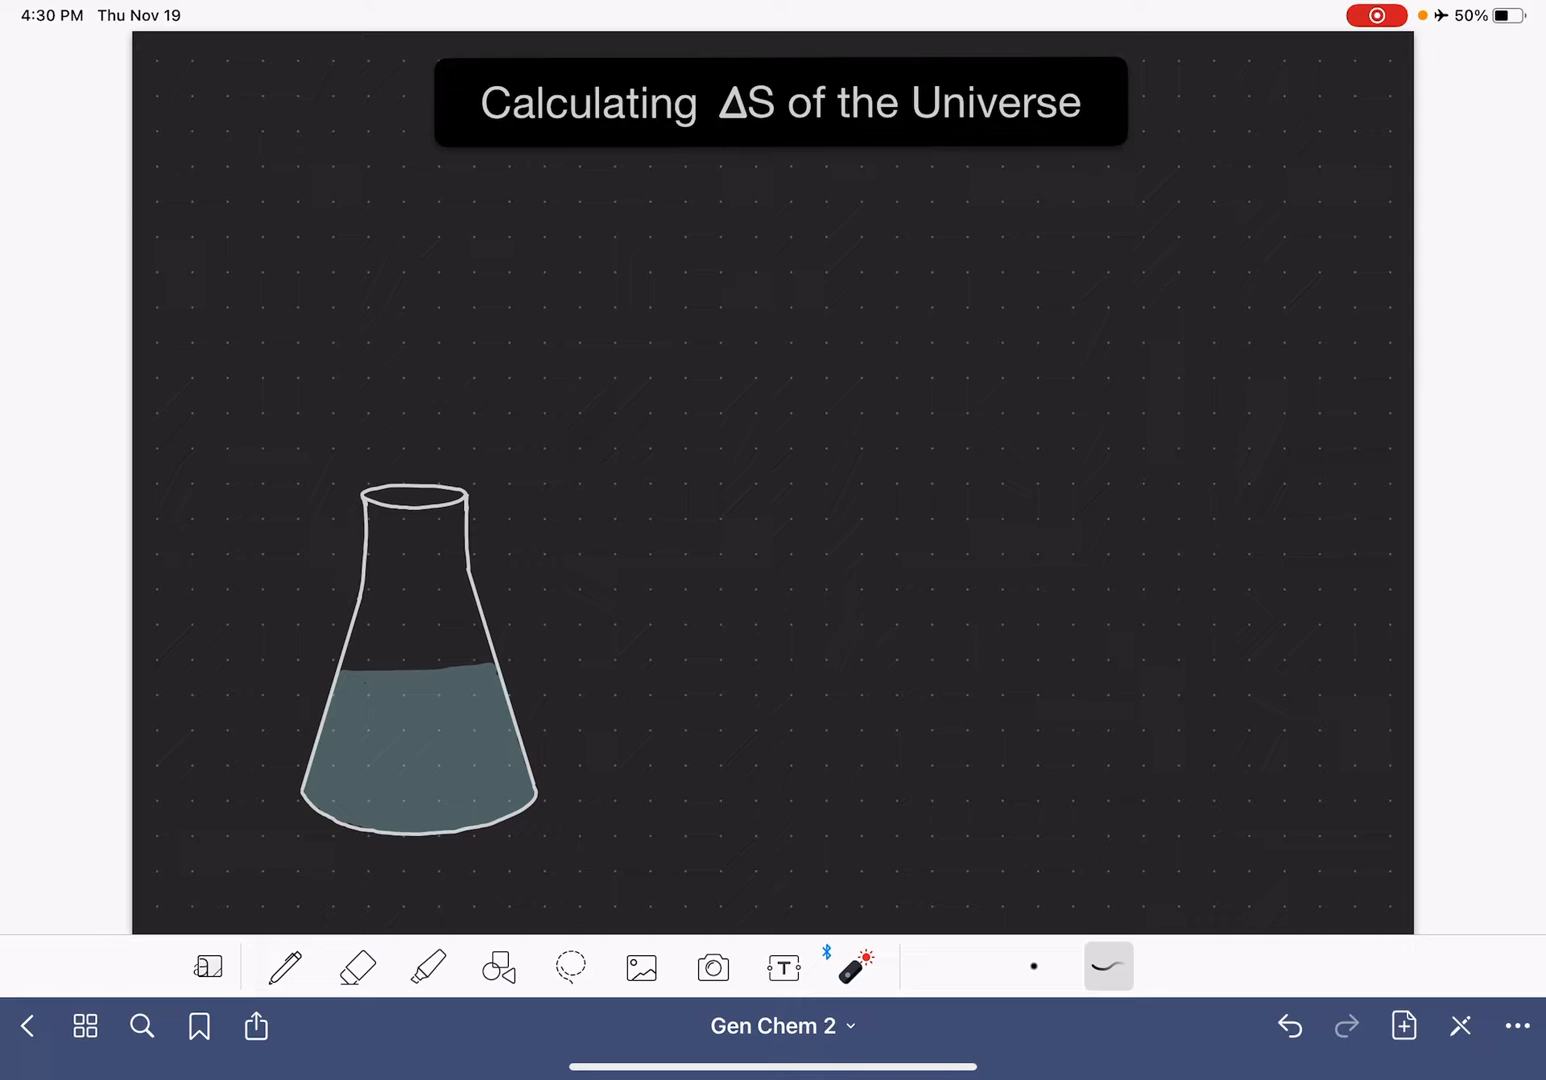 4:30 PM Thu Nov 19
50%
Calculating ΔS of the Universe
T
Gen Chem 2